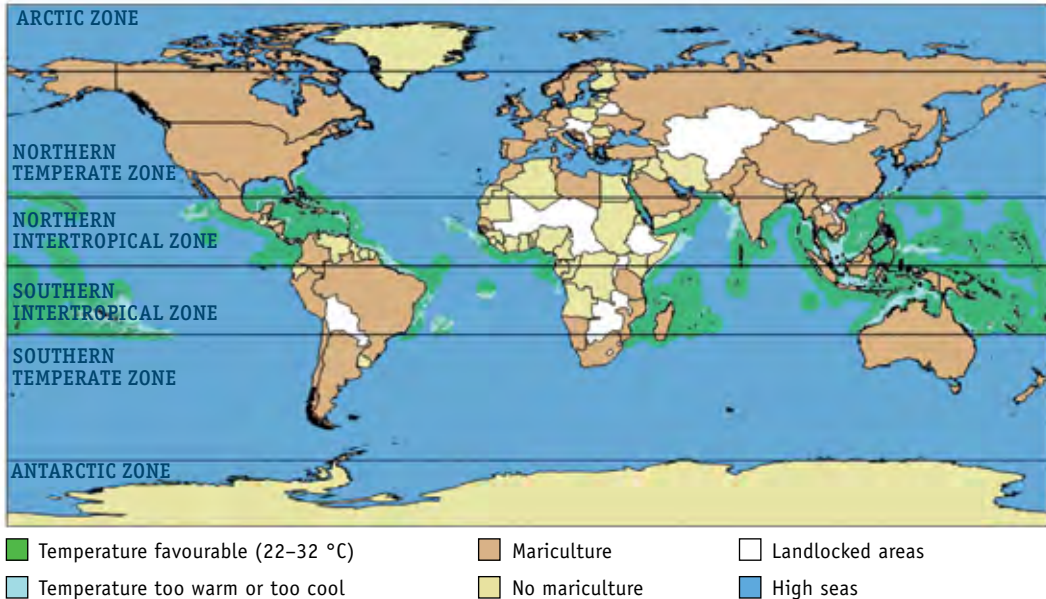 ARCTIC ZONE
NORTHERN
TEMPERATE ZONE
NORTHERN
INTERTROPICAL ZONE
SOUTHERN
INTERTROPICAL ZONE
SOUTHERN
TEMPERATE ZONE
ANTARCTIC ZONE
Temperature favourable (22–32 °C)
Mariculture
Landlocked areas
Temperature too warm or too cool
No mariculture
High seas